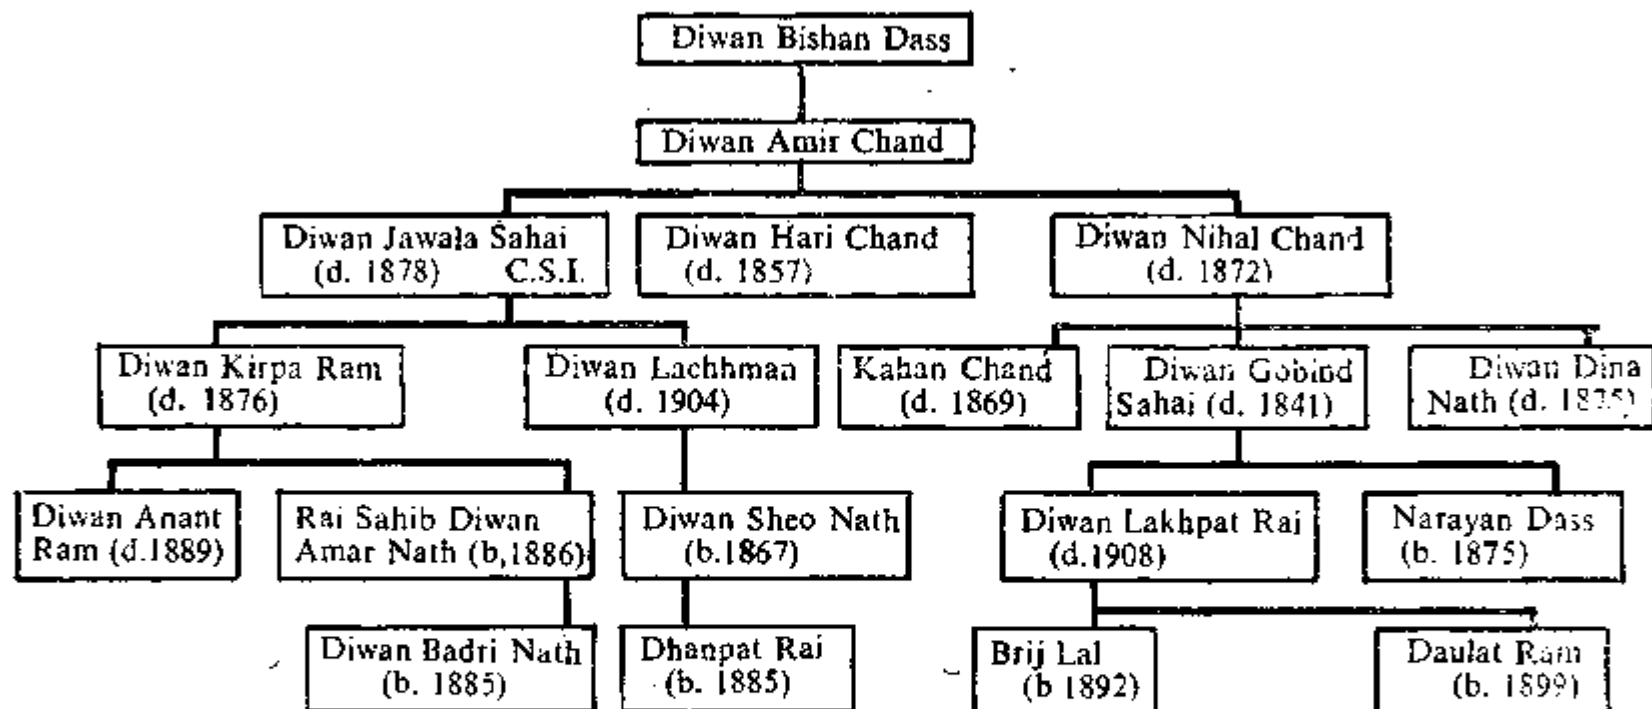 Diwan Bishan Dass
Diwan Amir Chand
Diwan Jawala Sahai
(d. 1878) C.S.I.
Diwan Hari Chand
(d. 1857)
Diwan Nihal Chand
(d. 1872)
Diwan Kirpa Ram
(d. 1876)
Diwan Lachhman
(d. 1904)
Kahan Chand
(d. 1869)
Diwan Gobind
Sahai (d. 1841)
Diwan Dina
Nath (d.
Diwan Anant
Ram (d.1889)
Rai Sahib Diwan
Amar Nath (b,1886)
Diwan Sheo Nath
(b.1867)
Diwan Lakhpat Rai
(d.1908)
Narayan Dass
(b. 1875)
Diwan Badri Nath
(b. 1885)
Dhanpat Rai
(b. 1885)
Brij Lal
(b 1892)
Daulat Ram
(b. 1899)